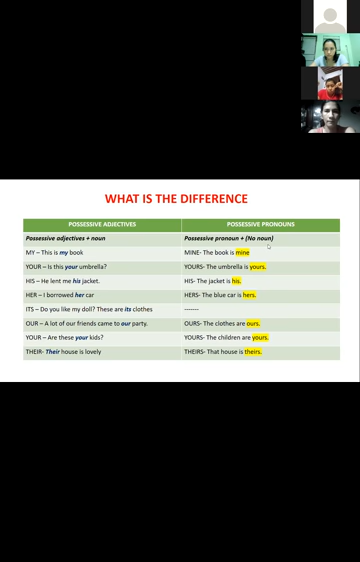 WHAT IS THE DIFFERENCE
POSSESSIVE ADJECTIVES POSSESSIVE PRONOUNS
Possessive adjectives + noun Possessive pronoun + (No noun)
MY – This is my book MINE- The book is mine
YOUR – Is this your umbrella? YOURS- The umbrella is yours.
HIS – He lent me his jacket. HIS- The jacket is his.
HER – I borrowed her car HERS- The blue car is hers.
ITS – Do you like my doll? These are its clothes -------
OUR – A lot of our friends came to our party. OURS- The clothes are ours.
YOUR – Are these your kids? YOURS- The children are yours.
THEIR- Their house is lovely THEIRS- That house is theirs.